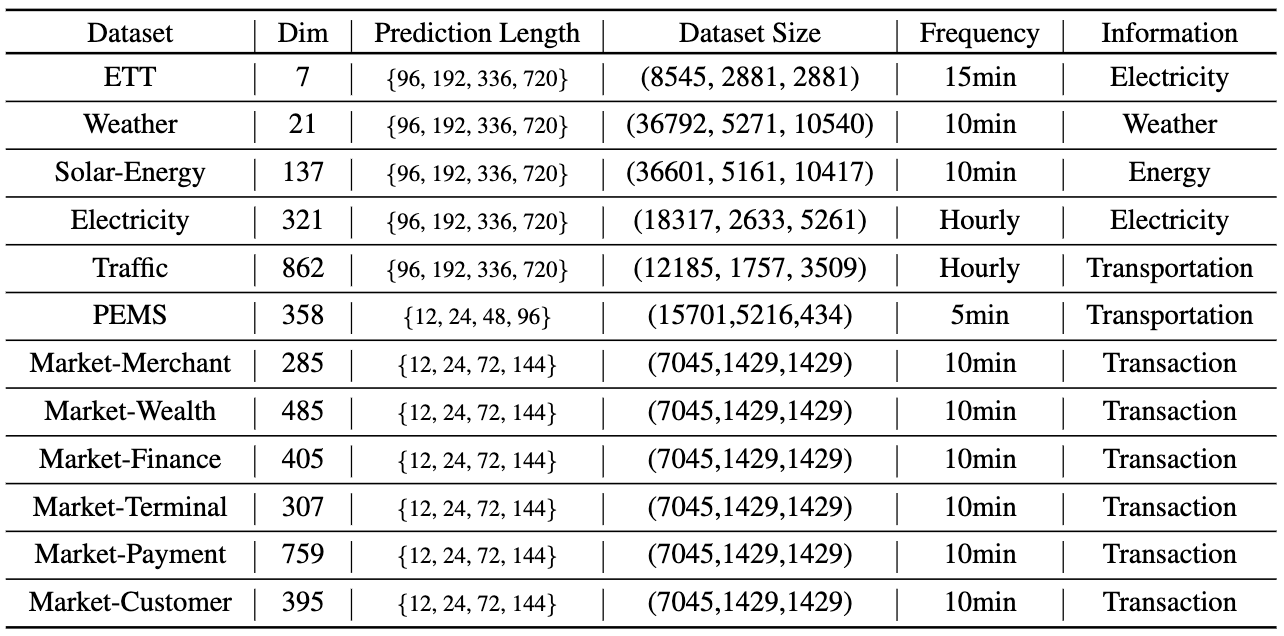 Dataset Dim Prediction Length Dataset Size Frequency Information
ETT 7 {96, 192, 336, 720} (8545, 2881, 2881) 15min Electricity
Weather 21 {96, 192, 336, 720} (36792, 5271, 10540) 10min Weather
Solar-Energy 137 {96, 192, 336, 720} (36601, 5161, 10417) 10min Energy
Electricity 321 {96, 192, 336, 720} (18317, 2633, 5261) Hourly Electricity
Traffic 862 {96, 192, 336, 720} (12185, 1757, 3509) Hourly Transportation
PEMS 358 {12, 24, 48, 96} (15701,5216,434) 5min Transportation
Market-Merchant 285 {12, 24, 72, 144} (7045,1429,1429) 10min Transaction
Market-Wealth 485 {12, 24, 72, 144} (7045,1429,1429) 10min Transaction
Market-Finance 405 {12, 24, 72, 144} (7045,1429,1429) 10min Transaction
Market-Terminal 307 {12, 24, 72, 144} (7045,1429,1429) 10min Transaction
Market-Payment 759 {12, 24, 72, 144} (7045,1429,1429) 10min Transaction
Market-Customer 395 {12, 24, 72, 144} (7045,1429,1429) 10min Transaction